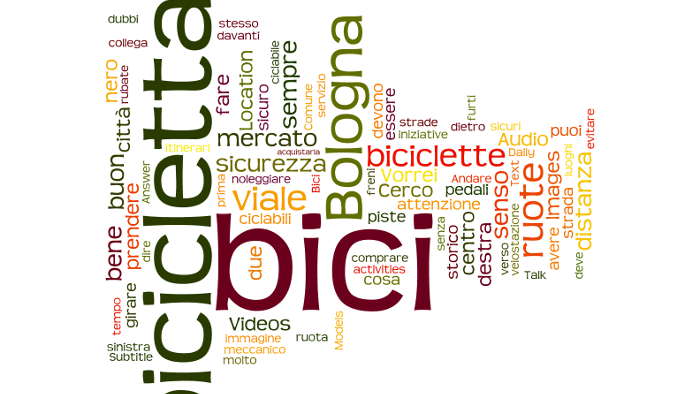 dubbi
collega
nero
rubate
città
itinerari
buon
Answer
bene
prendere
dire
tempo
girare
sinistra
Subtitle
bicicletta
stesso
davanti
fare
Location
ciclabile
sicuro
sempre
Comune
servizio
mercato
acquistaria
sicurezza
noleggiare
prima
Bici
viale
ciclabili
due
bici
Videos
immagine
meccanico
molto
ruota
Models
Bologna
devono
essere
strade
iniziative
dietro
furti
sicuri
Audio
puoi
evitare
biciclette
Daily
freni
Vorrei
Cerco
Andare
pedali
attenzione
piste
senza
comprare
activities
cosa
storico
centro
destra
senso
verso
velostazione
Text
ruote
Talk
avere
Images
strada
luoghi
distanza
deve